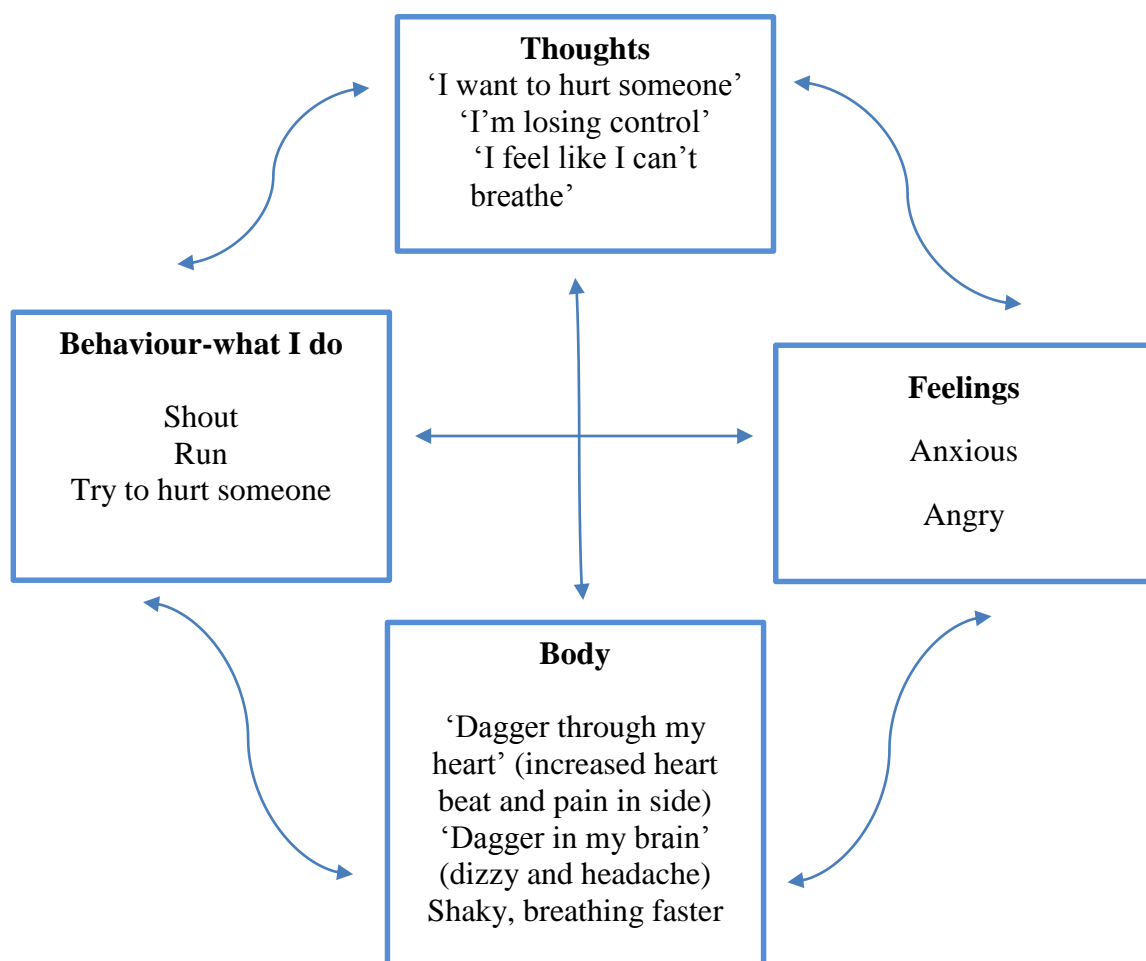 Thoughts
‘I want to hurt someone’
‘I’m losing control’
‘I feel like I can’t
breathe’
Behaviour-what I do
Shout
Run
Try to hurt someone
Feelings
Anxious
Angry
Body
‘Dagger through my
heart’ (increased heart
beat and pain in side)
‘Dagger in my brain’
(dizzy and headache)
Shaky, breathing faster